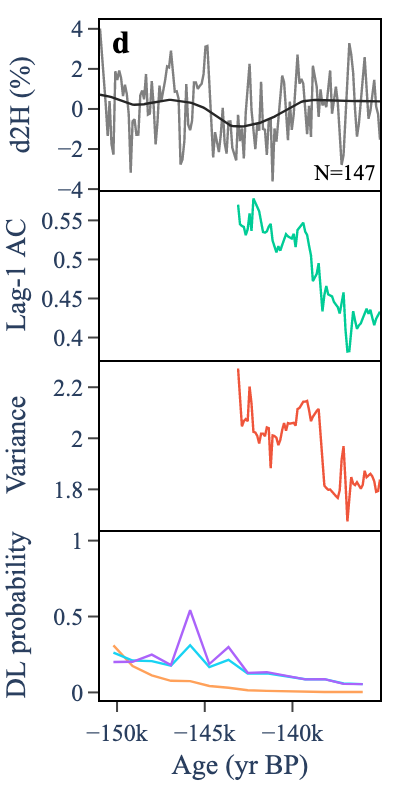 d
4
2
0
−2
−4
d2H (%)
N=147
0.55
0.5
0.45
0.4
Lag-1 AC
2.2
2
1.8
Variance
1
0.5
0
DL probability
−150k −145k −140k
Age (yr BP)